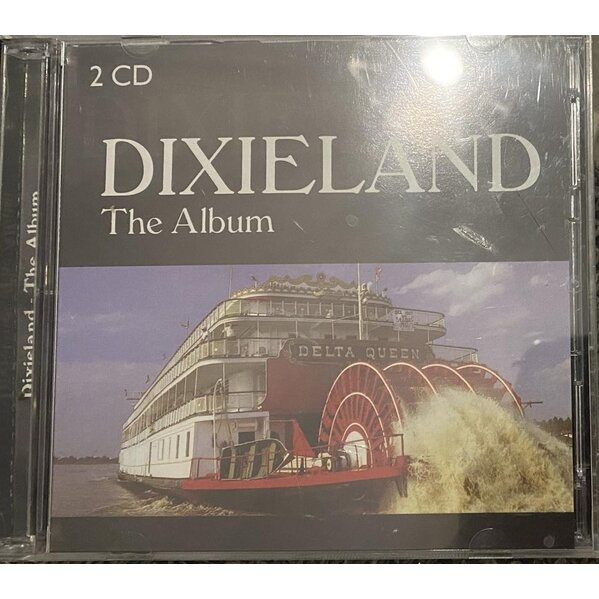 2 CD
DIXIELAND
The Album
Dixieland - The Album
DELTA QUEEN